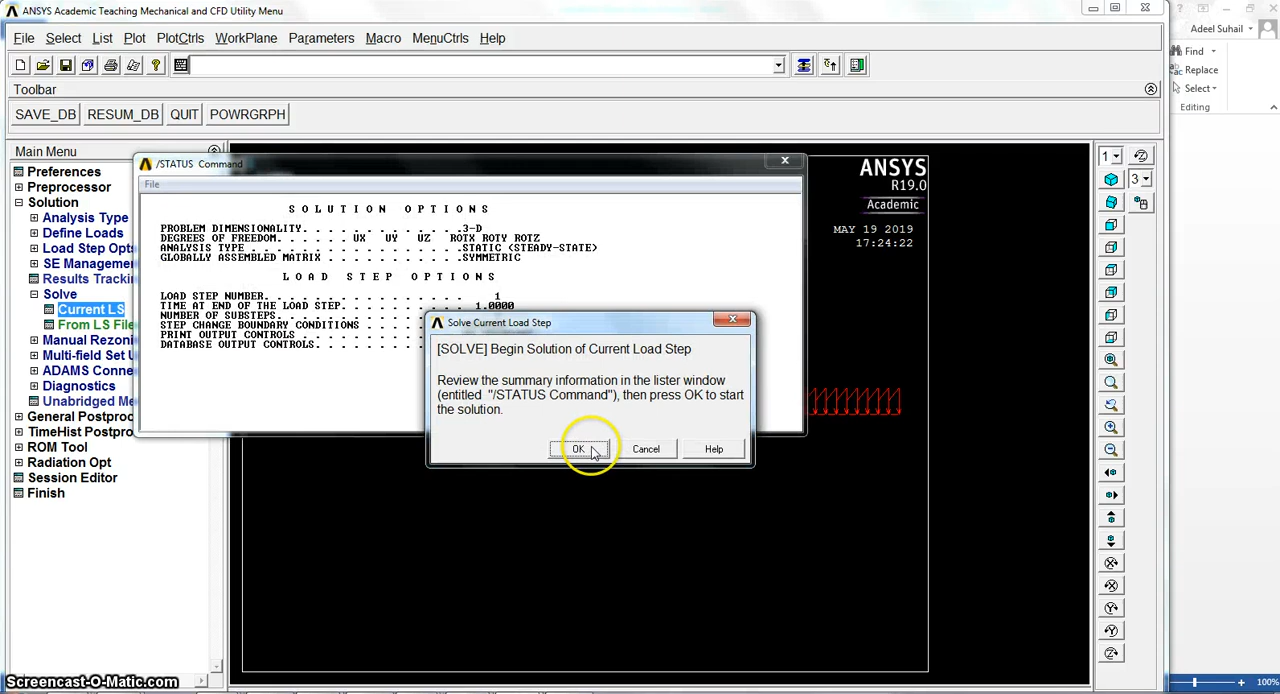 ANSYS Academic Teaching Mechanical and CFD Utility Menu
Adeel Suhail
File Select List Plot PlotCtrls WorkPlane Parameters Macro MenuCtrls Help
Find
Replace
Select
Editing
Toolbar
SAVE_DB RESUM_DB QUIT POWRGRPH
Main Menu
Preferences
Preprocessor
Solution
Analysis Type
Define Loads
Load Step Opts
SE Managemen
Results Tracki
Solve
Current LS
From LS File
Manual Rezoni
Multi-field Set U
ADAMS Conne
Diagnostics
Unabridged Me
General Postproc
TimeHist Postpro
ROM Tool
Radiation Opt
Session Editor
Finish
/STATUS Command
File
S O L U T I O N   O P T I O N S
PROBLEM DIMENSIONALITY. . . . . . . . . . . . .3-D
DEGREES OF FREEDOM. . . . . . UX UY UZ ROTX ROTY ROTZ
ANALYSIS TYPE . . . . . . . . . . . . . . . . .STATIC (STEADY-STATE)
GLOBALLY ASSEMBLED MATRIX . . . . . . . . . . .SYMMETRIC
L O A D   S T E P   O P T I O N S
LOAD STEP NUMBER. . . . . . . . . . . . . . . . 1
TIME AT END OF THE LOAD STEP. . . . . . . . . . 1.0000
NUMBER OF SUBSTEPS. . . . . . . . . . .
STEP CHANGE BOUNDARY CONDITIONS . . . .
PRINT OUTPUT CONTROLS . . . . . . . . .
DATABASE OUTPUT CONTROLS. . . . . . . .
Solve Current Load Step
[SOLVE] Begin Solution of Current Load Step
Review the summary information in the lister window
(entitled "/STATUS Command"), then press OK to start
the solution.
OK Cancel Help
ANSYS
R19.0
Academic
MAY 19 2019
17:24:22
1
3
Screencast-O-Matic.com
100%